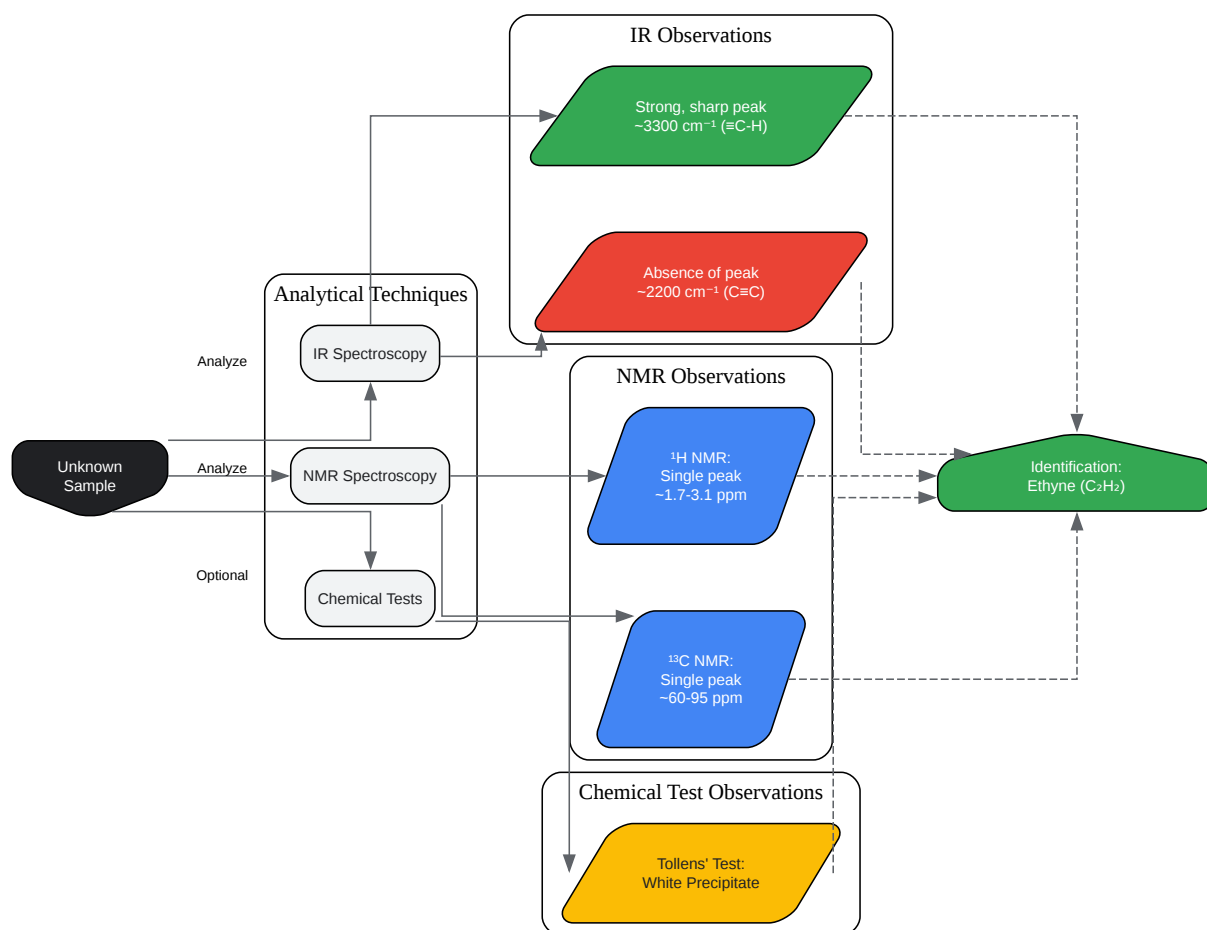 IR Observations
Strong, sharp peak
~3300 cm⁻¹ (≡C-H)
Absence of peak
~2200 cm⁻¹ (C≡C)
Analytical Techniques
IR Spectroscopy
Analyze
NMR Observations
Unknown
Sample
Analyze
NMR Spectroscopy
¹H NMR:
Single peak
~1.7-3.1 ppm
Identification:
Ethyne (C₂H₂)
Optional
Chemical Tests
¹³C NMR:
Single peak
~60-95 ppm
Chemical Test Observations
Tollens' Test:
White Precipitate